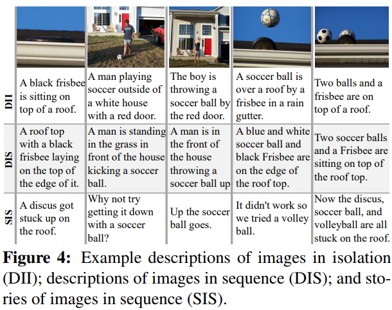 DII
A black frisbee
is sitting on
top of a roof.
A man playing
soccer outside of
a white house
with a red door.
The boy is
throwing a
soccer ball by
the red door.
A soccer ball is
over a roof by a
frisbee in a rain
gutter.
Two balls and a
frisbee are on
top of a roof.
DIS
A roof top
with a black
frisbee laying
on the top of
the edge of it.
A man is standing
in the grass in
front of the house
kicking a soccer
ball.
A man is in
the front of
the house
throwing a
soccer ball up
A blue and white
soccer ball and
black Frisbee are
on the edge of
the roof top.
Two soccer balls
and a Frisbee are
sitting on top of
the roof top.
SIS
A discus got
stuck up on
the roof.
Why not try
getting it down
with a soccer
ball?
Up the soccer
ball goes.
It didn't work so
we tried a volley
ball.
Now the discus,
soccer ball, and
volleyball are all
stuck on the roof.
Figure 4: Example descriptions of images in isolation
(DII); descriptions of images in sequence (DIS); and sto-
ries of images in sequence (SIS).